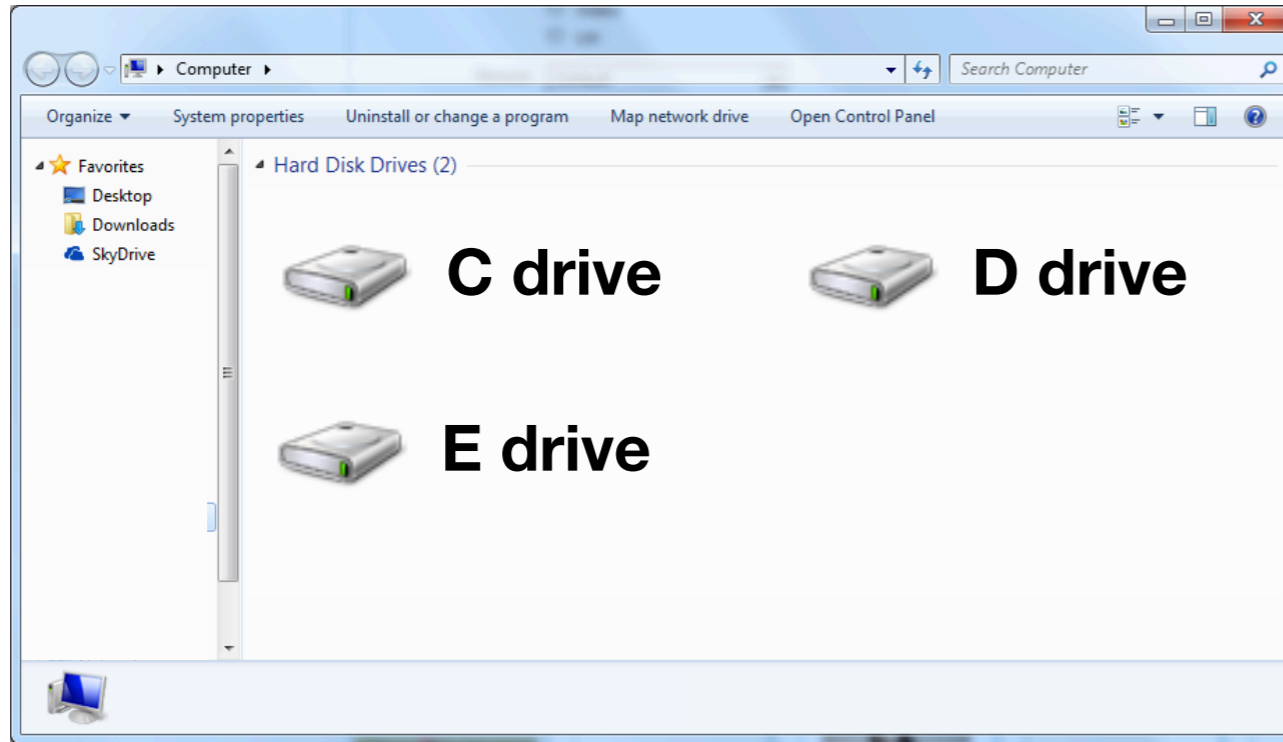 Computer
Search Computer
Organize System properties Uninstall or change a program Map network drive Open Control Panel
Favorites
Desktop
Downloads
SkyDrive
Hard Disk Drives (2)
C drive
D drive
E drive